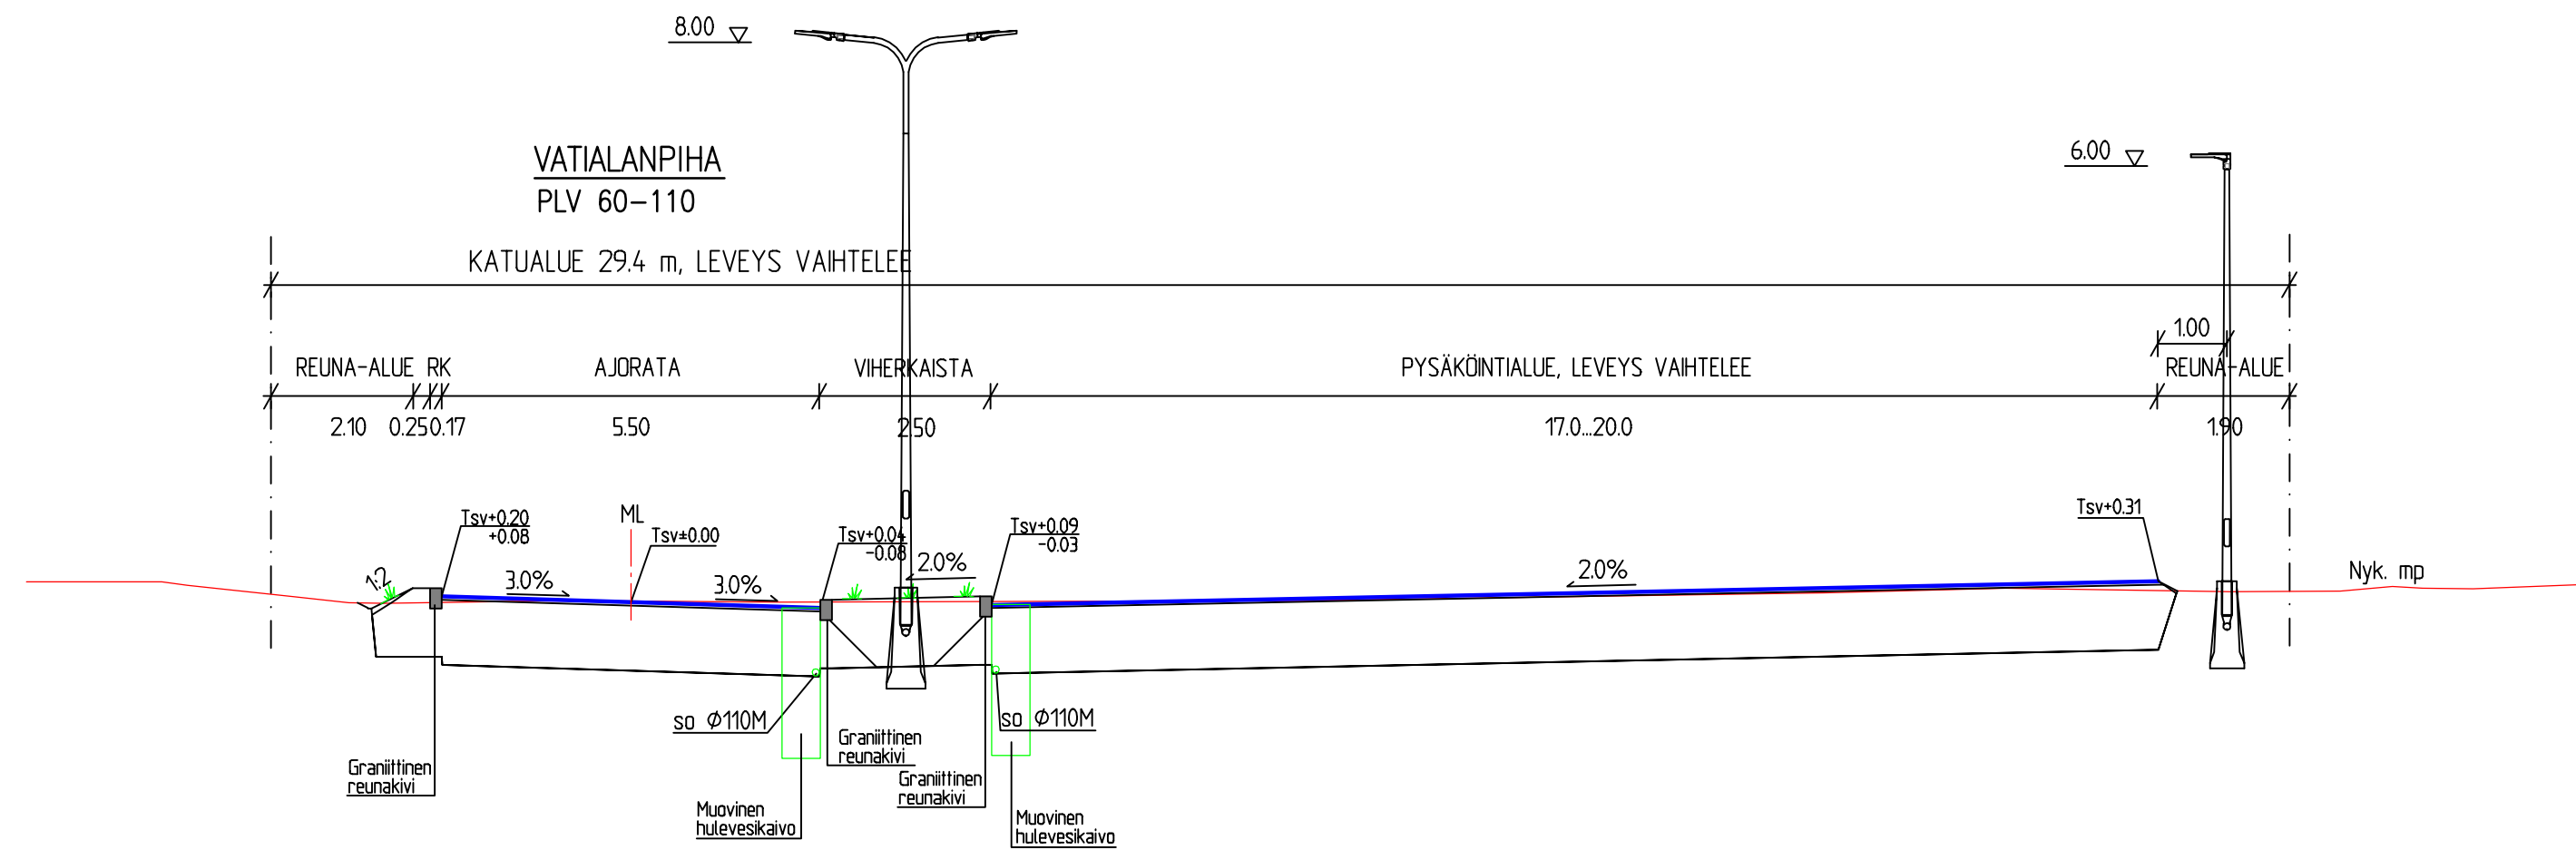 8.00
VATIALANPIHA
PLV 60-110
6.00
KATUALUE 29.4 m, LEVEYS VAIHTELEE
1.00
REUNA-ALUE RK AJORATA VIHERKAISTA PYSÄKÖINTIALUE, LEVEYS VAIHTELEE REUNA-ALUE
2.10 0.25 0.17 5.50 2.50 17.0...20.0 1.90
Tsv+0.20
+0.08
ML
Tsv±0.00
Tsv+0.04
-0.08
Tsv+0.09
-0.03
Tsv+0.31
1:2
3.0%
3.0%
2.0%
2.0%
Nyk. mp
so Ø110M
so Ø110M
Graniittinen
reunakivi
Graniittinen
reunakivi
Graniittinen
reunakivi
Muovinen
hulevesikaivo
Muovinen
hulevesikaivo